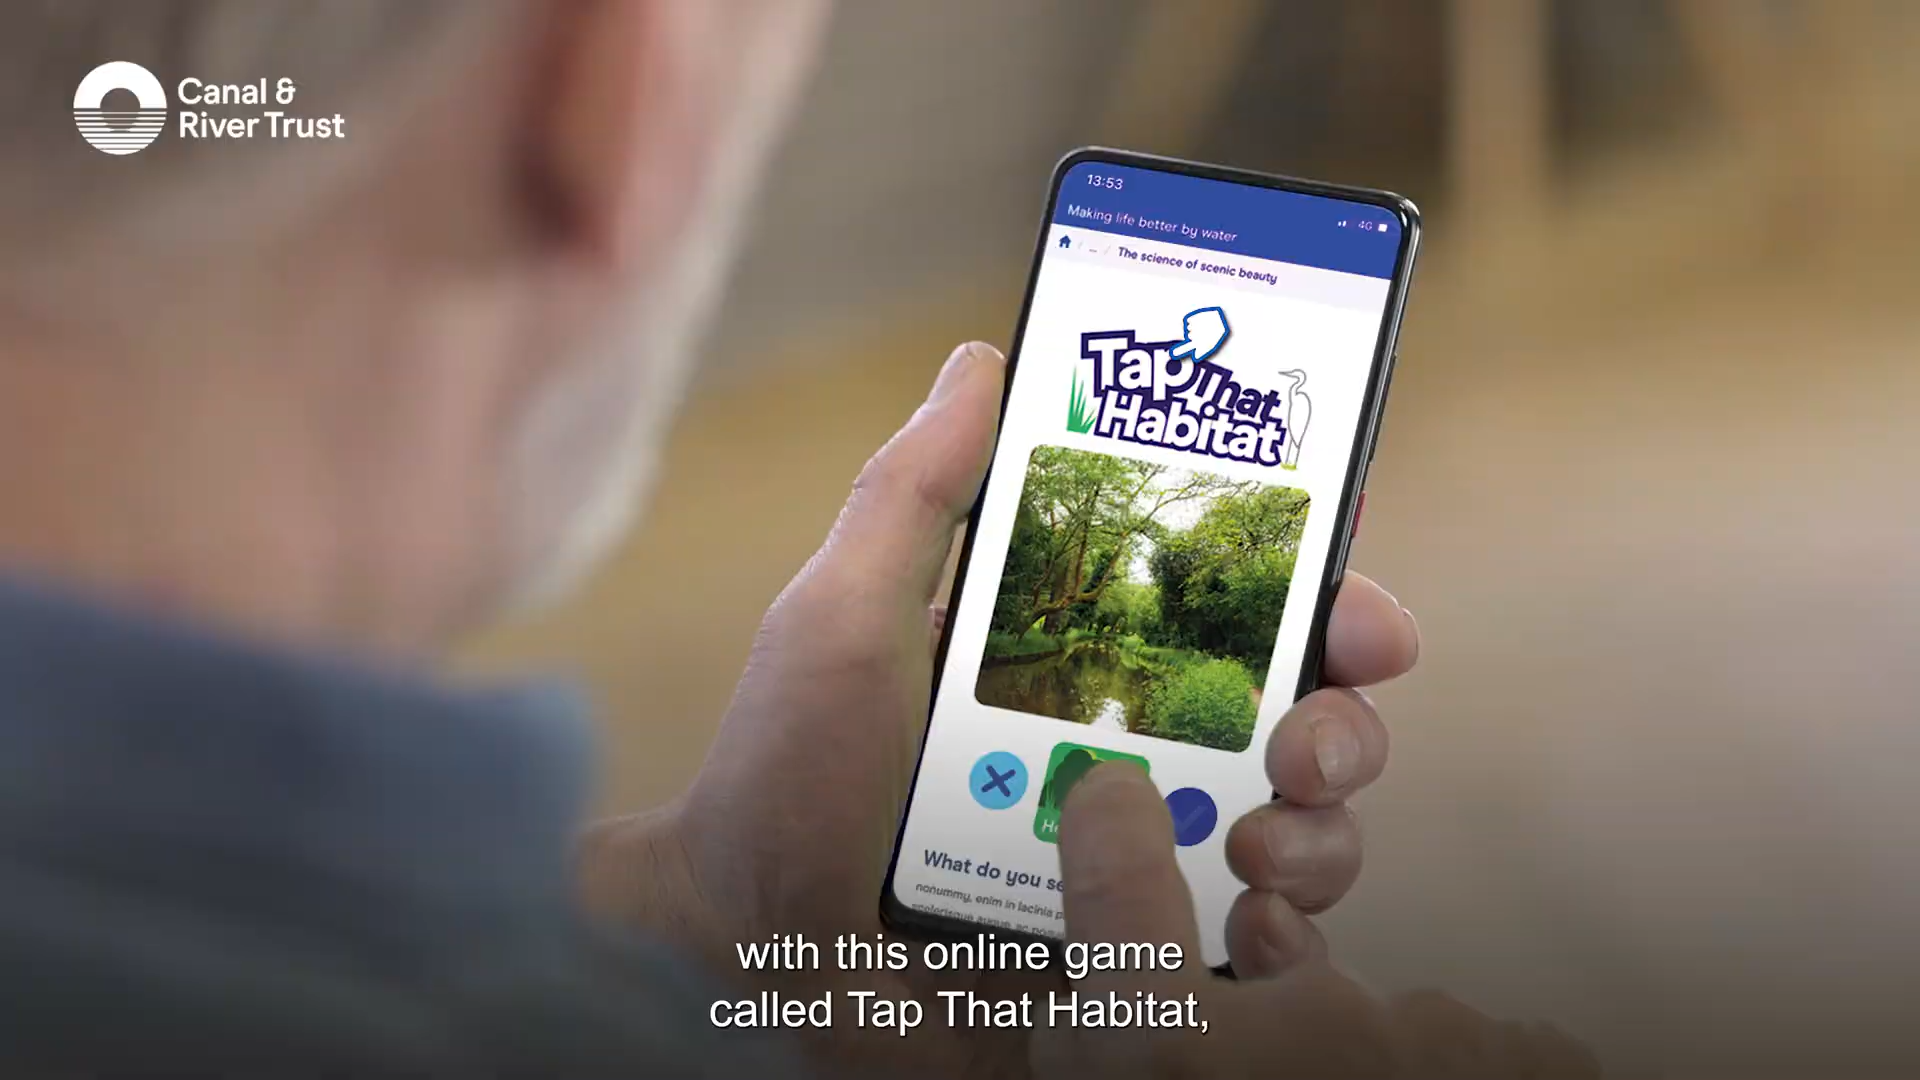 Canal &
River Trust
13:53
4G
Making life better by water
... / The science of scenic beauty
Tap That
Habitat
What do you
nonummy, enim in lacinia
with this online game
called Tap That Habitat,